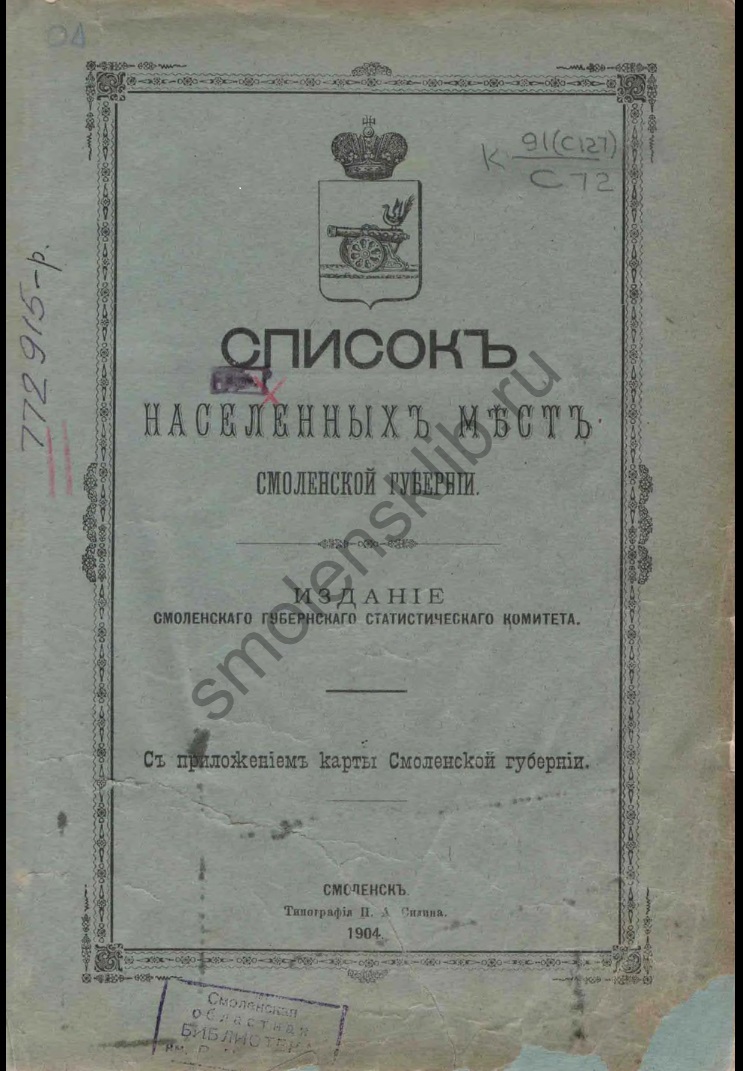 ОД
К 91(С127)
С 72
772915-р.
СПИСОКЪ
НАСЕЛЕННЫХЪ МѢСТЪ
СМОЛЕНСКОЙ ГУБЕРНІИ.
ИЗДАНІЕ
СМОЛЕНСКАГО ГУБЕРНСКАГО СТАТИСТИЧЕСКАГО КОМИТЕТА.
Съ приложеніемъ карты Смоленской губерніи.
СМОЛЕНСКЪ.
Типографія П. А. Силина.
1904
Смоленская
областная
БИБЛИОТЕКА
smolensklib.ru